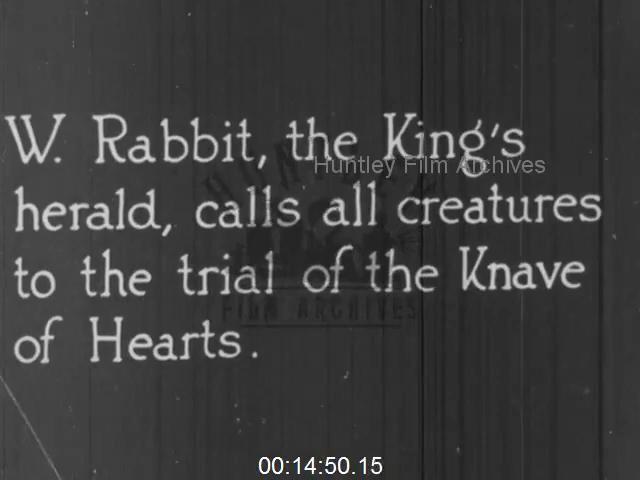 W. Rabbit, the King's
Huntley Film Archives
herald, calls all creatures
to the trial of the Knave
FILM ARCHIVES
of Hearts.
00:14:50.15